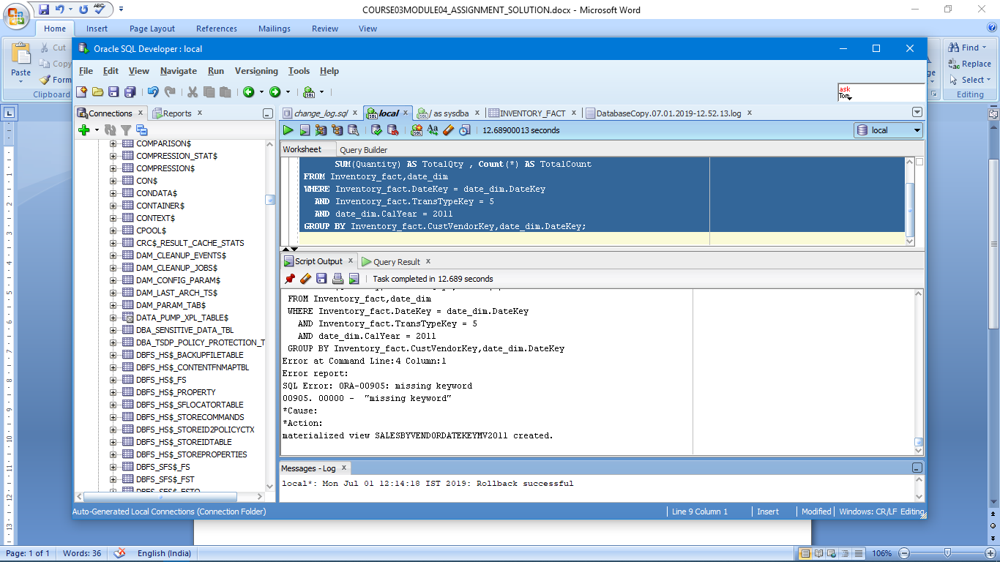 COURSE03MODULE04_ASSIGNMENT_SOLUTION.docx - Microsoft Word
Home Insert Page Layout References Mailings Review View
Paste
Cut
Copy
Form
Clipboard
Find
Replace
Select
Editing
Oracle SQL Developer : local
File Edit View Navigate Run Versioning Tools Help
ask
Tom
Connections Reports
change_log.sql local / as sysdba INVENTORY_FACT DatabaseCopy.07.01.2019-12.52.13.log
12.68900013 seconds
local
Worksheet Query Builder
SUM(Quantity) AS TotalQty , Count(*) AS TotalCount
FROM Inventory_fact,date_dim
WHERE Inventory_fact.DateKey = date_dim.DateKey
AND Inventory_fact.TransTypeKey = 5
AND date_dim.CalYear = 2011
GROUP BY Inventory_fact.CustVendorKey,date_dim.DateKey;
COMPARISON$
COMPRESSION_STAT$
COMPRESSION$
CON$
CONDATA$
CONTAINER$
CONTEXT$
CPOOL$
CRC$_RESULT_CACHE_STATS
DAM_CLEANUP_EVENTS$
DAM_CLEANUP_JOBS$
DAM_CONFIG_PARAM$
DAM_LAST_ARCH_TS$
DAM_PARAM_TAB$
DATA_PUMP_XPL_TABLE$
DBA_SENSITIVE_DATA_TBL
DBA_TSDP_POLICY_PROTECTION_T
DBFS_HS$_BACKUPFILETABLE
DBFS_HS$_CONTENTFNMAPTBL
DBFS_HS$_FS
DBFS_HS$_PROPERTY
DBFS_HS$_SFLOCATORTABLE
DBFS_HS$_STORECOMMANDS
DBFS_HS$_STOREID2POLICYCTX
DBFS_HS$_STOREIDTABLE
DBFS_HS$_STOREPROPERTIES
DBFS_SFS$_FS
DBFS_SFS$_FST
Script Output Query Result
Task completed in 12.689 seconds
FROM Inventory_fact,date_dim
WHERE Inventory_fact.DateKey = date_dim.DateKey
AND Inventory_fact.TransTypeKey = 5
AND date_dim.CalYear = 2011
GROUP BY Inventory_fact.CustVendorKey,date_dim.DateKey
Error at Command Line:4 Column:1
Error report:
SQL Error: ORA-00905: missing keyword
00905. 00000 - "missing keyword"
*Cause:
*Action:
materialized view SALESBYVENDORDATEKEYMV2011 created.
Messages - Log
local*: Mon Jul 01 12:14:18 IST 2019: Rollback successful
Auto-Generated Local Connections (Connection Folder)
Line 9 Column 1 Insert Modified Windows: CR/LF Editing
Page: 1 of 1 Words: 36 English (India) 106%